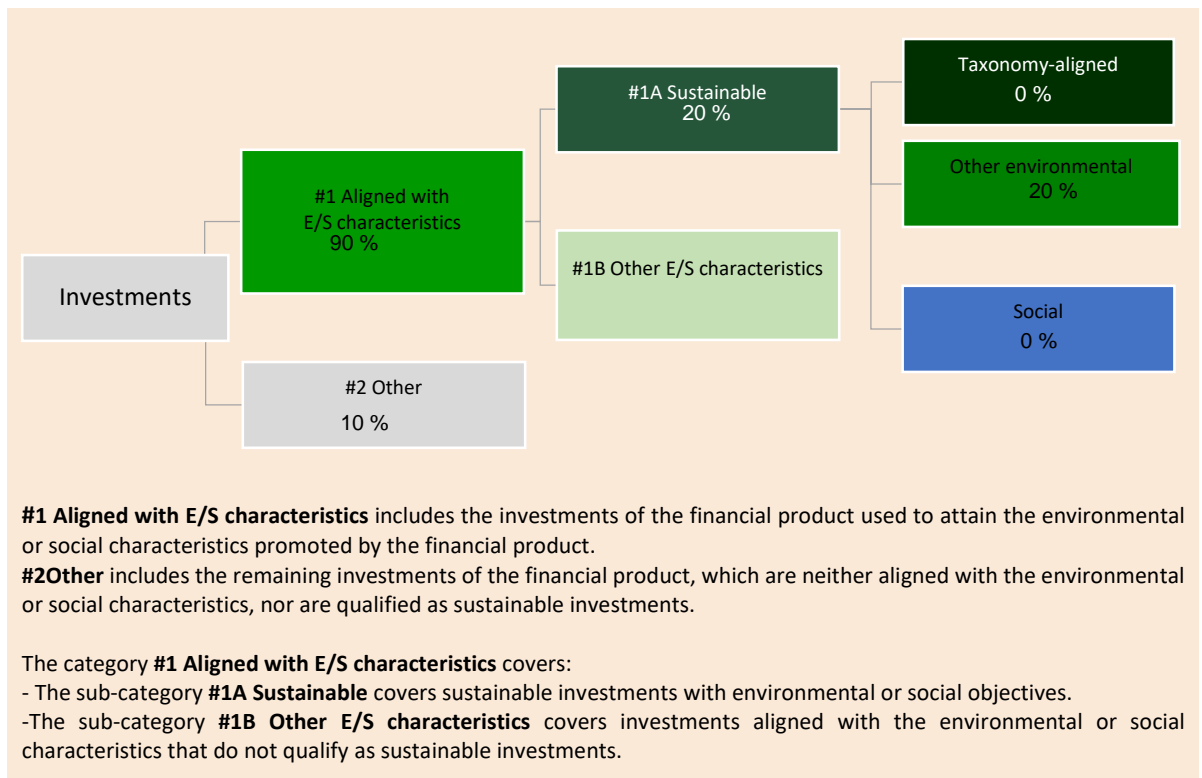 Investments
#1 Aligned with
E/S characteristics
90 %
#2 Other
10 %
#1A Sustainable
20 %
#1B Other E/S characteristics
Taxonomy-aligned
0 %
Other environmental
20 %
Social
0 %
#1 Aligned with E/S characteristics includes the investments of the financial product used to attain the environmental
or social characteristics promoted by the financial product.
#2Other includes the remaining investments of the financial product, which are neither aligned with the environmental
or social characteristics, nor are qualified as sustainable investments.
The category #1 Aligned with E/S characteristics covers:
- The sub-category #1A Sustainable covers sustainable investments with environmental or social objectives.
-The sub-category #1B Other E/S characteristics covers investments aligned with the environmental or social
characteristics that do not qualify as sustainable investments.